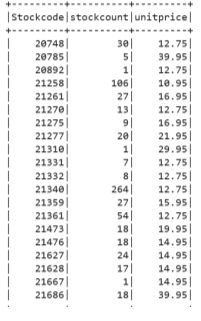 +---------+----------+---------+
|Stockcode|stockcount|unitprice|
+---------+----------+---------+
|    20748|        30|    12.75|
|    20785|         5|    39.95|
|    20892|         1|    12.75|
|    21258|       106|    10.95|
|    21261|        27|    16.95|
|    21270|        13|    12.75|
|    21275|         9|    16.95|
|    21277|        20|    21.95|
|    21310|         1|    29.95|
|    21331|         7|    12.75|
|    21332|         8|    12.75|
|    21340|       264|    12.75|
|    21359|        27|    15.95|
|    21361|        54|    12.75|
|    21473|        18|    19.95|
|    21476|        18|    14.95|
|    21627|        24|    14.95|
|    21628|        17|    14.95|
|    21667|         1|    14.95|
|    21686|        18|    39.95|